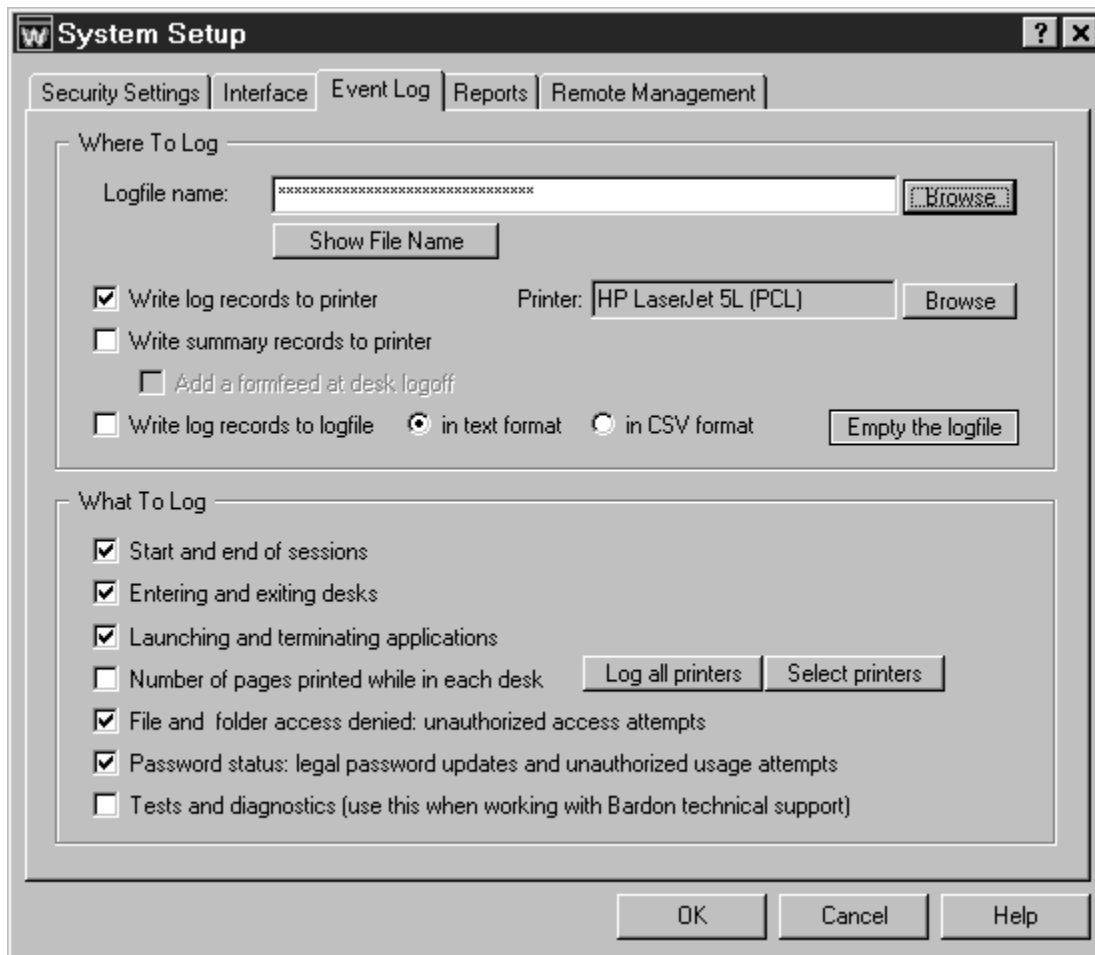 System Setup
Security Settings Interface Event Log Reports Remote Management
Where To Log
Logfile name: ******************************** Browse
Show File Name
Write log records to printer Printer: HP LaserJet 5L (PCL) Browse
Write summary records to printer
Add a formfeed at desk logoff
Write log records to logfile in text format in CSV format Empty the logfile
What To Log
Start and end of sessions
Entering and exiting desks
Launching and terminating applications
Number of pages printed while in each desk Log all printers Select printers
File and folder access denied: unauthorized access attempts
Password status: legal password updates and unauthorized usage attempts
Tests and diagnostics (use this when working with Bardon technical support)
OK Cancel Help